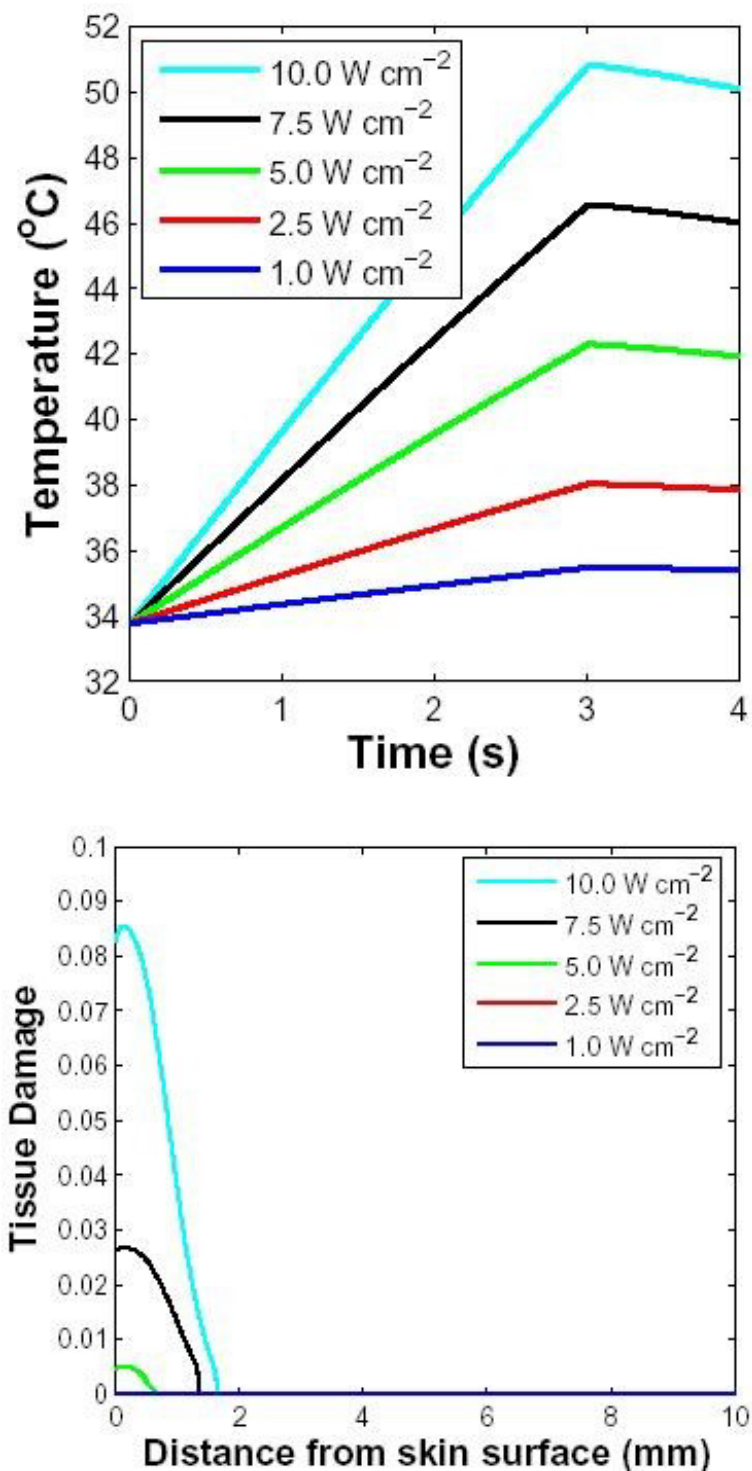 52
50
48
46
44
42
40
38
36
34
32
Temperature (°C)
10.0 W cm⁻²
7.5 W cm⁻²
5.0 W cm⁻²
2.5 W cm⁻²
1.0 W cm⁻²
0 1 2 3 4
Time (s)
0.1
0.09
0.08
0.07
0.06
0.05
0.04
0.03
0.02
0.01
0
Tissue Damage
10.0 W cm⁻²
7.5 W cm⁻²
5.0 W cm⁻²
2.5 W cm⁻²
1.0 W cm⁻²
0 2 4 6 8 10
Distance from skin surface (mm)